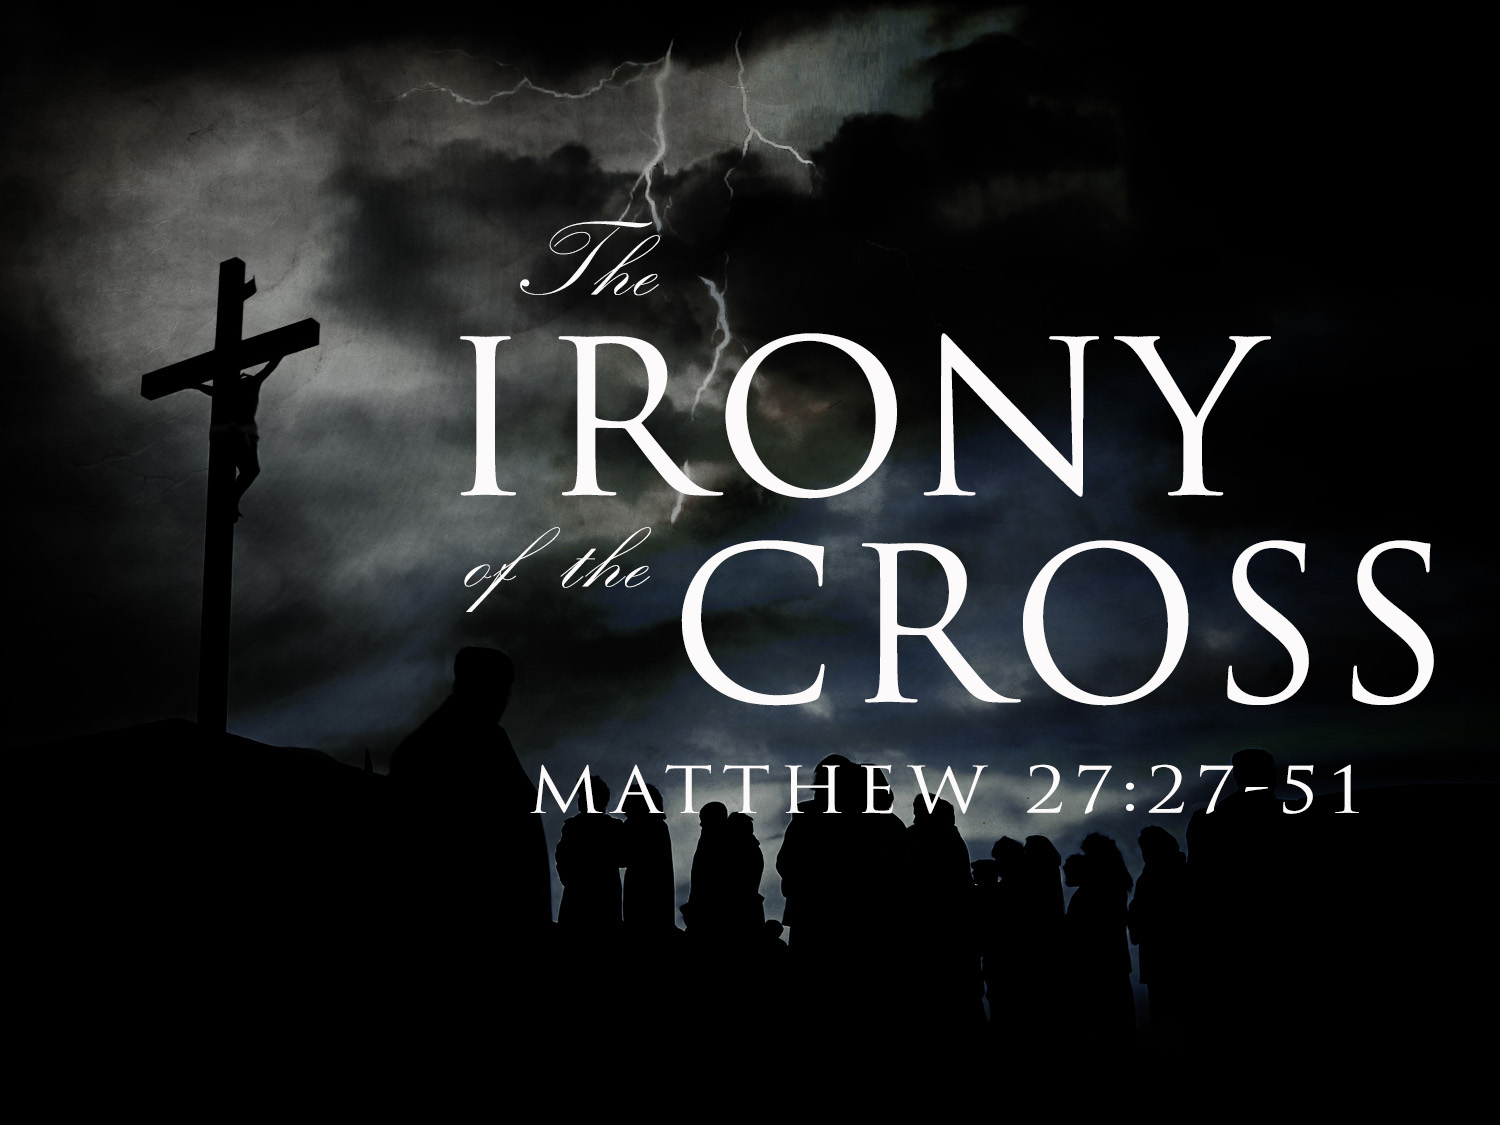 The
IRONY
of the CROSS
MATTHEW 27:27-51